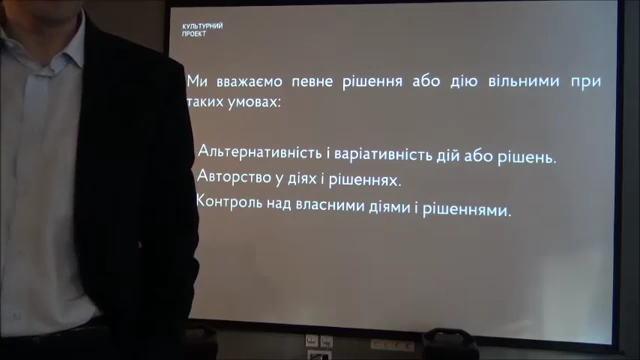 КУЛЬТУРНИЙ
ПРОЕКТ
Ми вважаємо певне рішення або дію вільними при
таких умовах:
Альтернативність і варіативність дій або рішень.
Авторство у діях і рішеннях.
Контроль над власними діями і рішеннями.